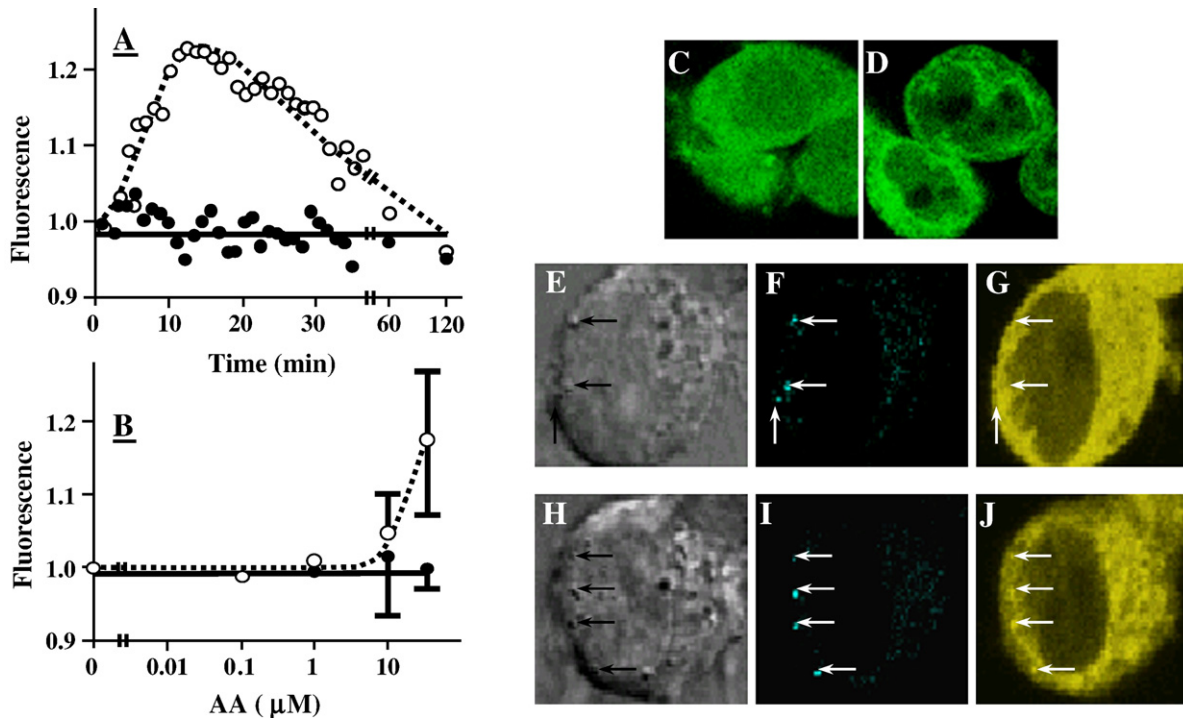 A
Fluorescence
1.2
1.1
1.0
0.9
0 10 20 30 60 120
Time (min)
B
Fluorescence
1.2
1.1
1.0
0.9
0 0.01 0.1 1 10
AA ( μM)
C D
E F G
H I J